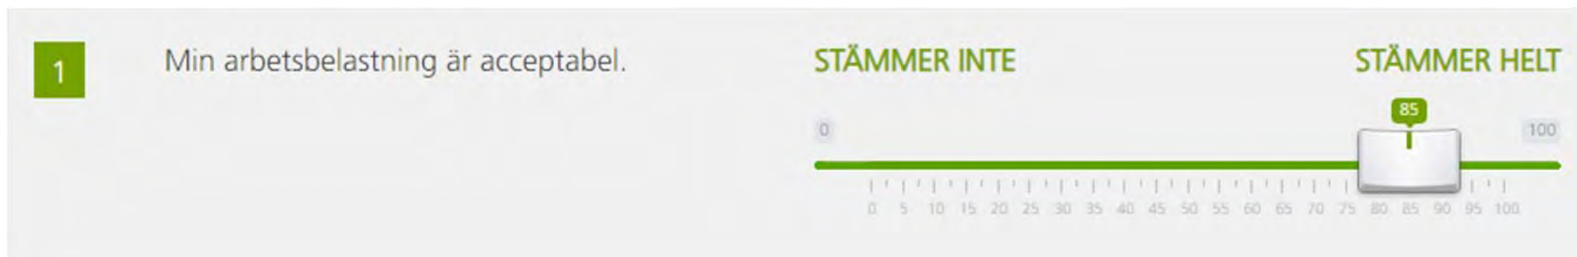 1
Min arbetsbelastning är acceptabel.
STÄMMER INTE
STÄMMER HELT
85
0
100
0 5 10 15 20 25 30 35 40 45 50 55 60 65 70 75 80 85 90 95 100